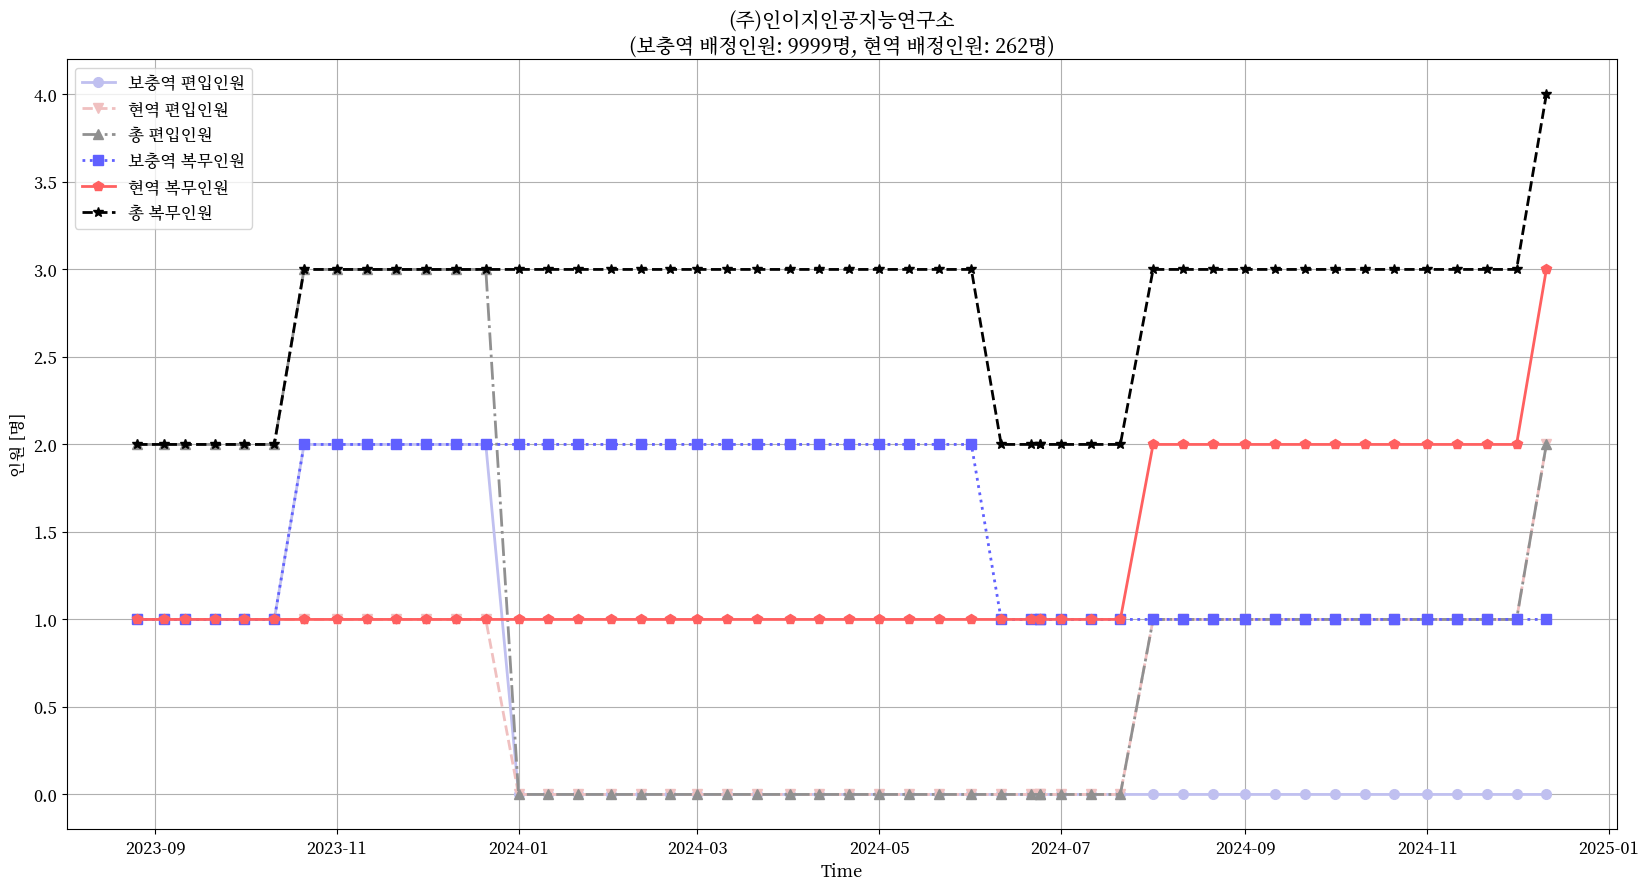 (주)인이지인공지능연구소
(보충역 배정인원: 9999명, 현역 배정인원: 262명)
보충역 편입인원
현역 편입인원
총 편입인원
보충역 복무인원
현역 복무인원
총 복무인원
4.0
3.5
3.0
2.5
2.0
1.5
1.0
0.5
0.0
인원 [명]
2023-09
2023-11
2024-01
2024-03
2024-05
2024-07
2024-09
2024-11
2025-01
Time